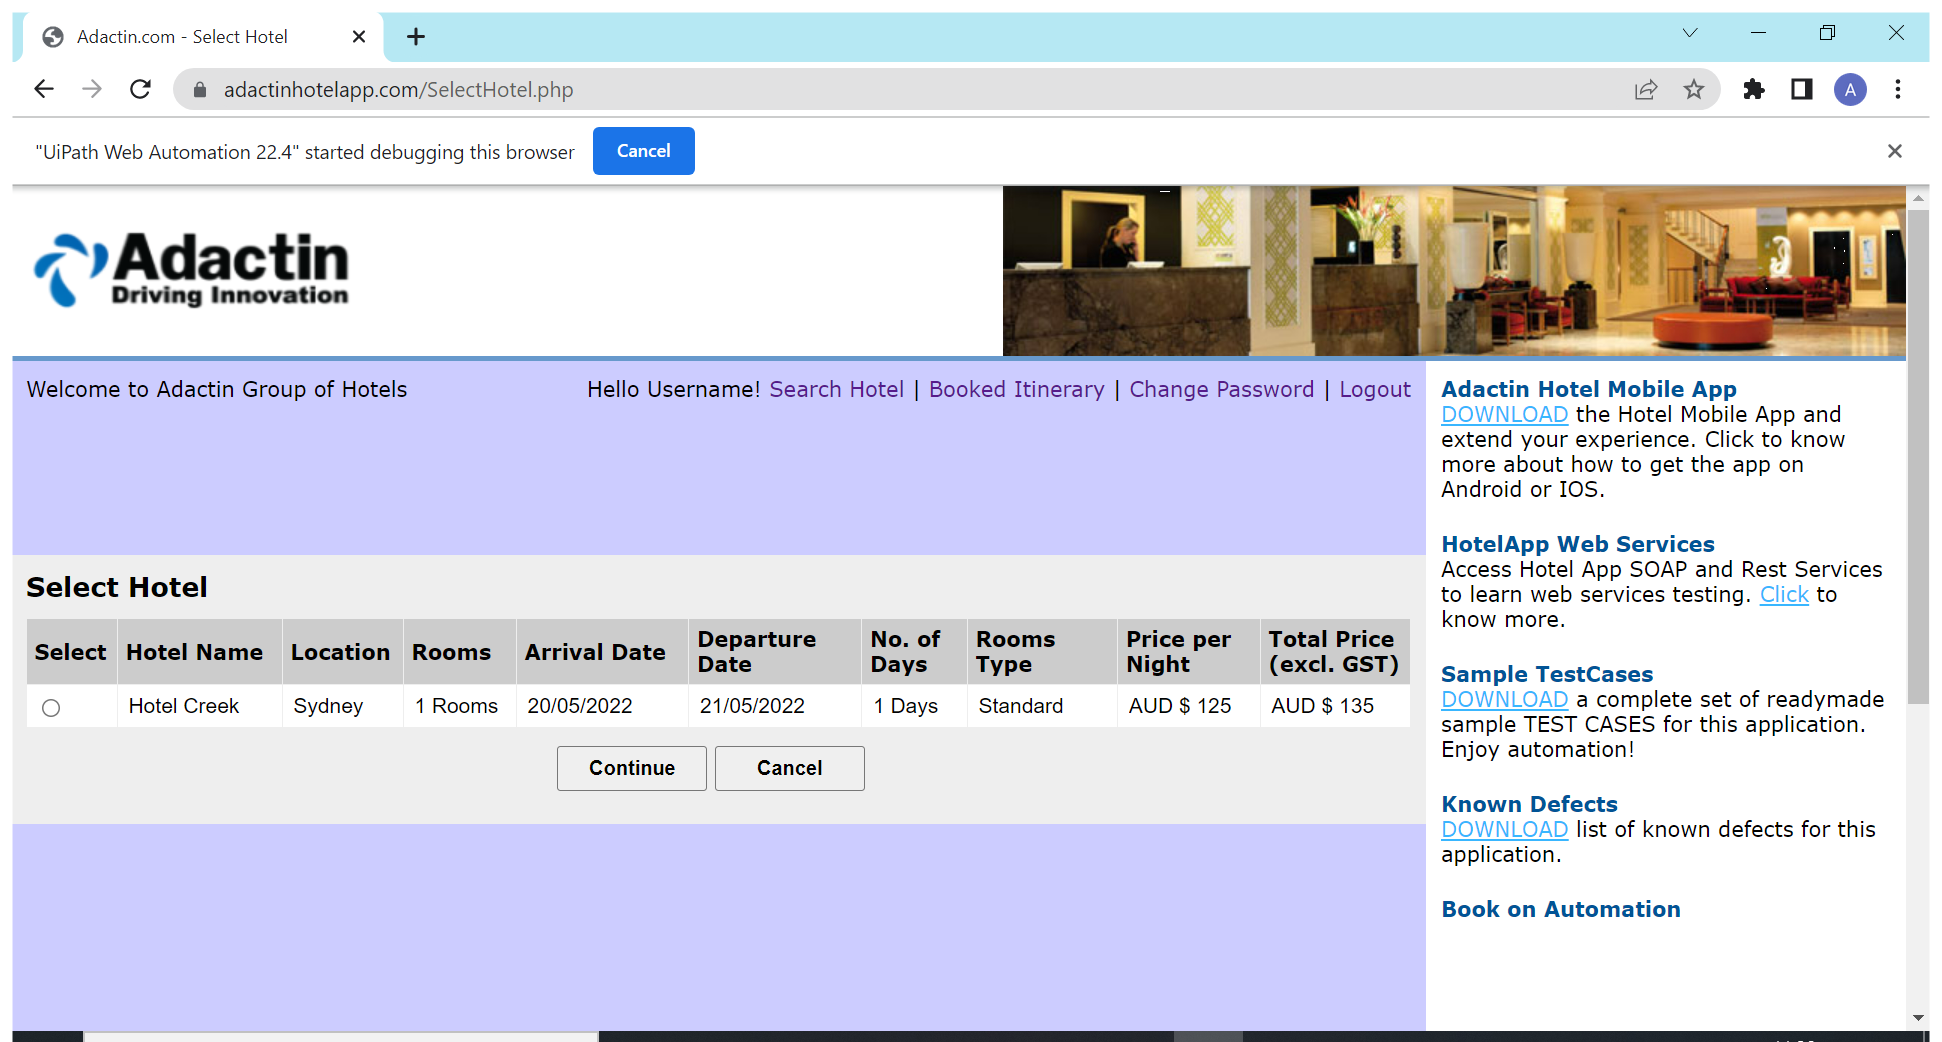 Adactin.com - Select Hotel
adactinhotelapp.com/SelectHotel.php
A
"UiPath Web Automation 22.4" started debugging this browser
Cancel
Adactin
Driving Innovation
Welcome to Adactin Group of Hotels
Hello Username! Search Hotel | Booked Itinerary | Change Password | Logout
Select Hotel
Select Hotel Name Location Rooms Arrival Date Departure Date No. of Days Rooms Type Price per Night Total Price (excl. GST)
Hotel Creek Sydney 1 Rooms 20/05/2022 21/05/2022 1 Days Standard AUD $ 125 AUD $ 135
Continue Cancel
Adactin Hotel Mobile App
DOWNLOAD the Hotel Mobile App and
extend your experience. Click to know
more about how to get the app on
Android or IOS.
HotelApp Web Services
Access Hotel App SOAP and Rest Services
to learn web services testing. Click to
know more.
Sample TestCases
DOWNLOAD a complete set of readymade
sample TEST CASES for this application.
Enjoy automation!
Known Defects
DOWNLOAD list of known defects for this
application.
Book on Automation